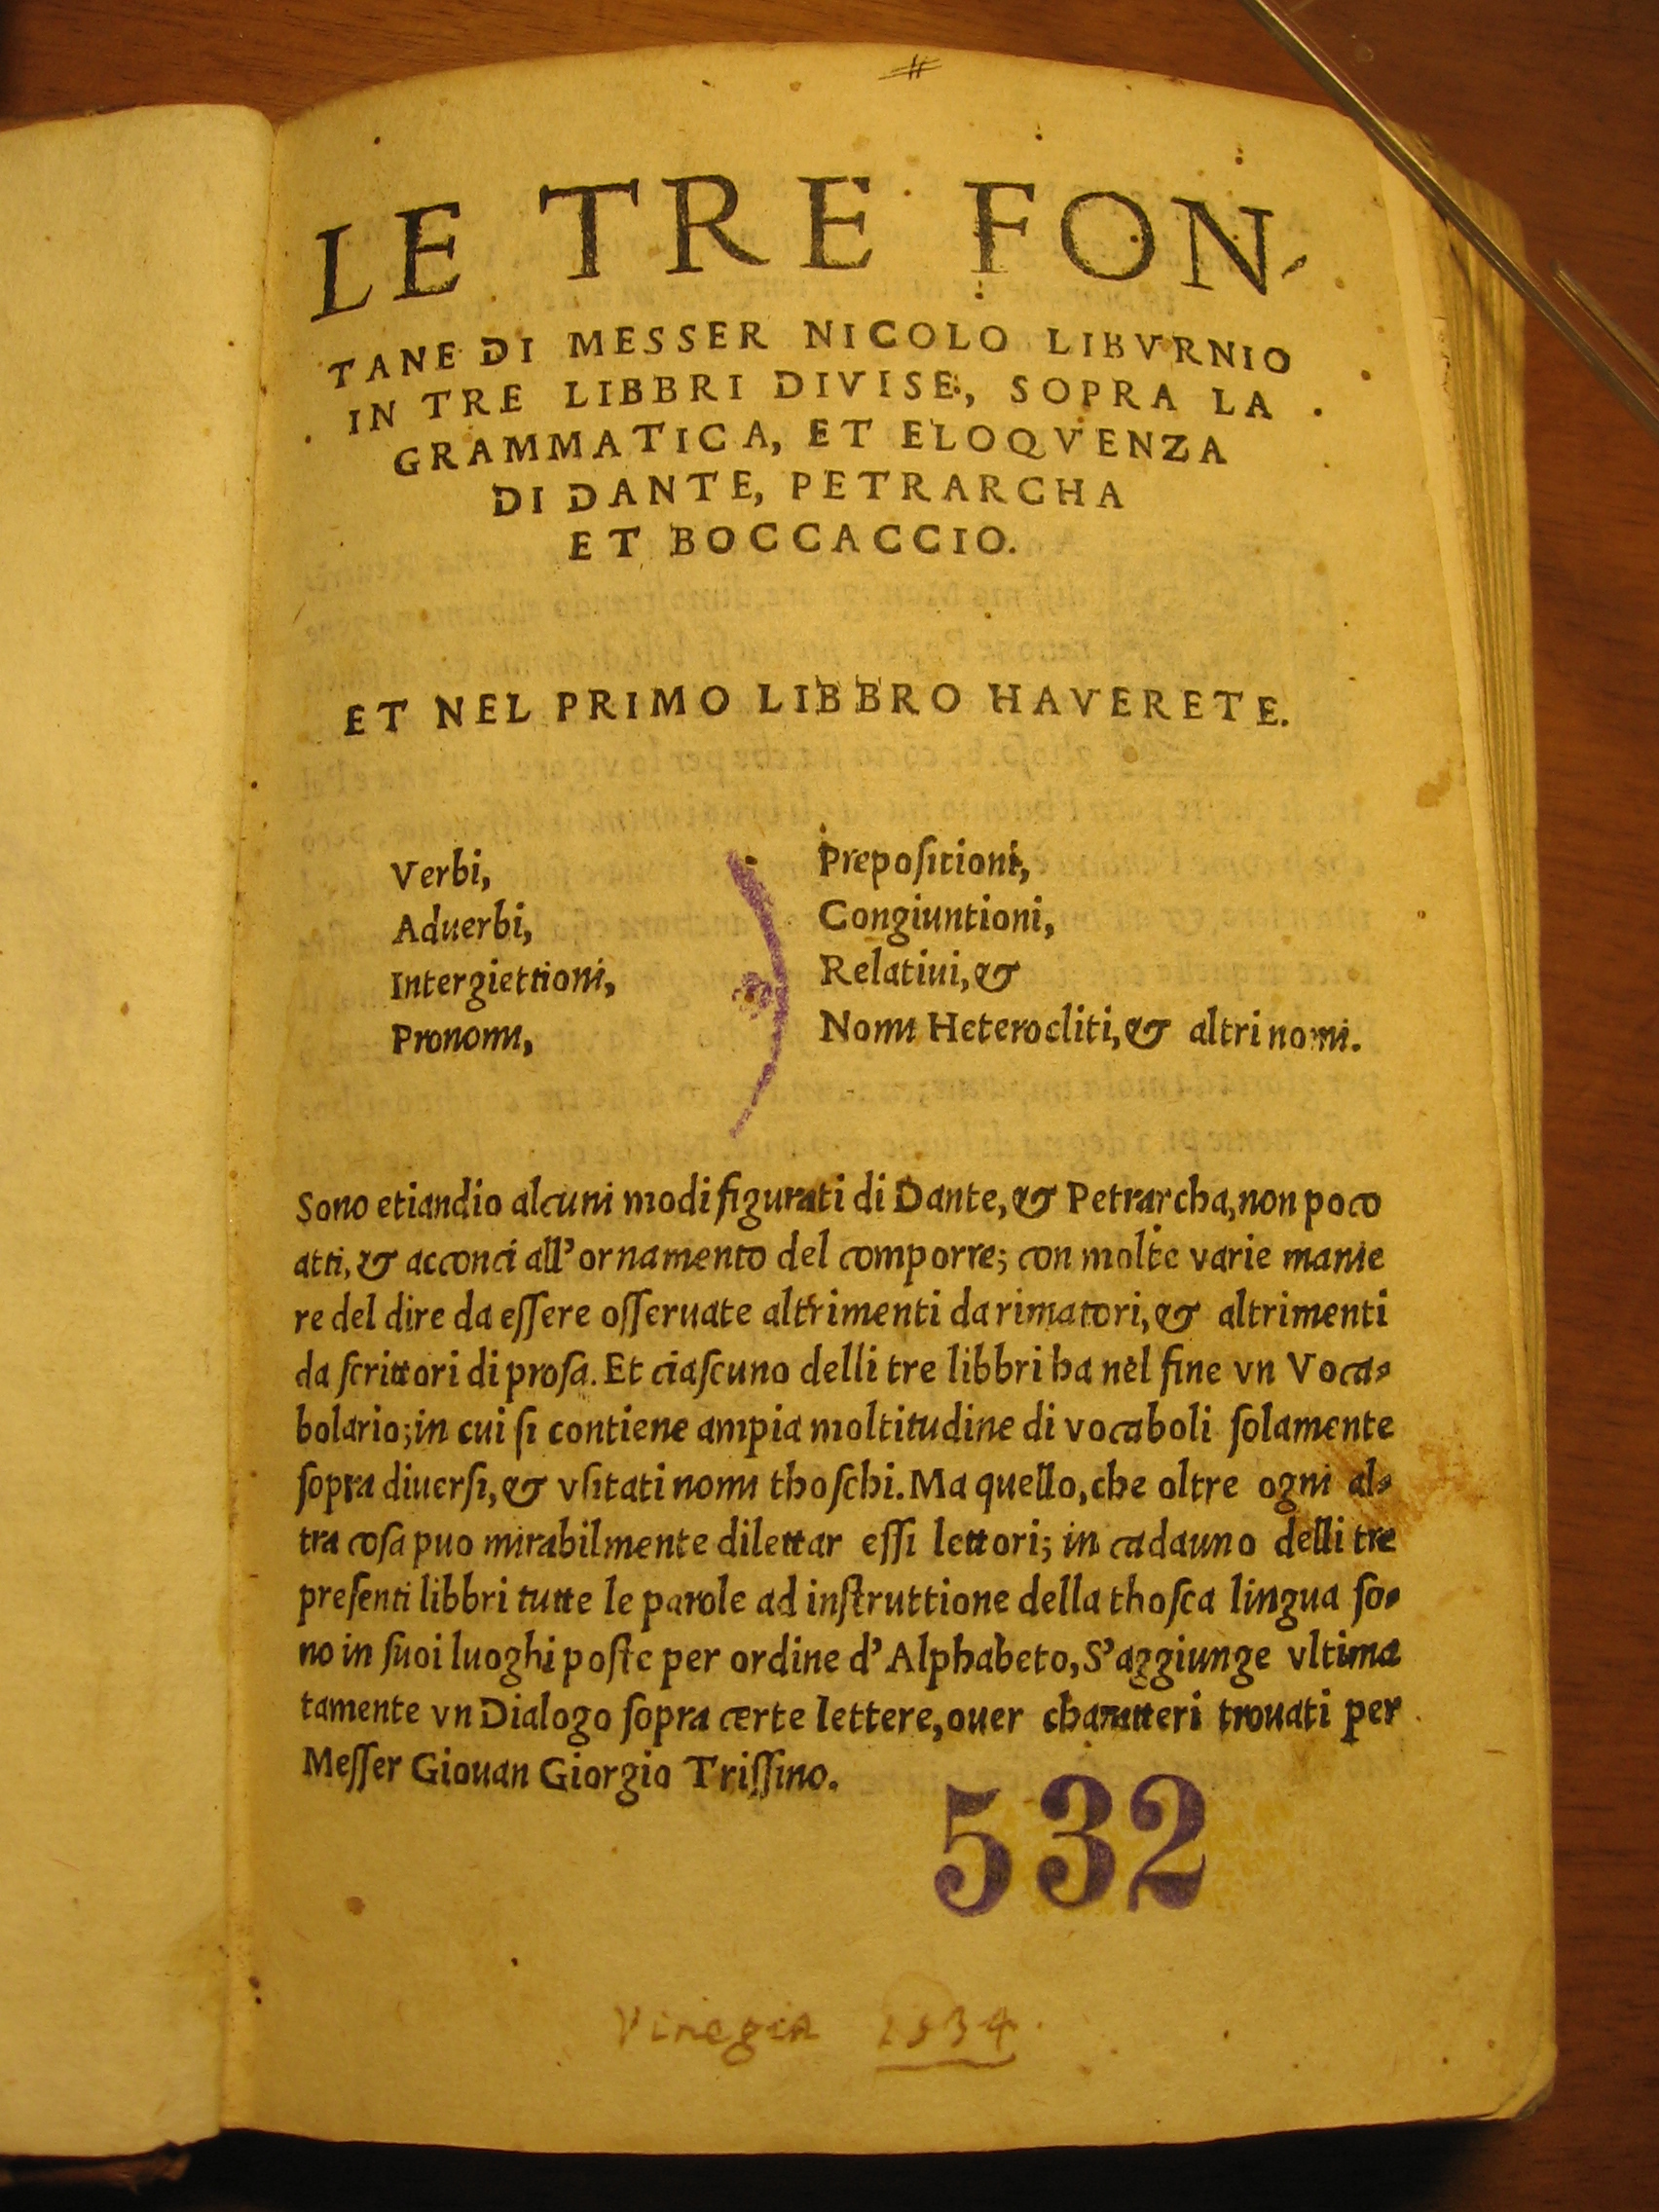 LE TRE FON-
TANE DI MESSER NICOLO LIBVRNIO
IN TRE LIBBRI DIVISE, SOPRA LA
GRAMMATICA, ET ELOQVENZA
DI DANTE, PETRARCHA
ET BOCCACCIO.
ET NEL PRIMO LIBBRO HAVERETE.
Verbi,
Aduerbi,
Intergiettioni,
Pronomi,
Prepoſitioni,
Congiuntioni,
Relatiui, &
Nomi Heterocliti, & altri nomi.
Sono etiandio alcuni modi figurati di Dante, & Petrarcha, non poco
atti, & acconci all'ornamento del comporre; con molte varie manie
re del dire da eſſere oſſeruate altrimenti da rimatori, & altrimenti
da ſcrittori di proſa. Et ciaſcuno delli tre libbri ha nel fine vn Voca-
bolario; in cui ſi contiene ampia moltitudine di vocaboli ſolamente
ſopra diuerſi, & vſitati nomi thoſchi. Ma quello, che oltre ogni al-
tra coſa puo mirabilmente dilettar eſſi lettori; in cadauno delli tre
preſenti libbri tutte le parole ad inſtruttione della thoſca lingua ſo-
no in ſuoi luoghi poſte per ordine d'Alphabeto, S'aggiunge vltima
tamente vn Dialogo ſopra certe lettere, ouer charatteri trouati per
Meſſer Giouan Giorgio Triſſino.
532
Vinegia 1534